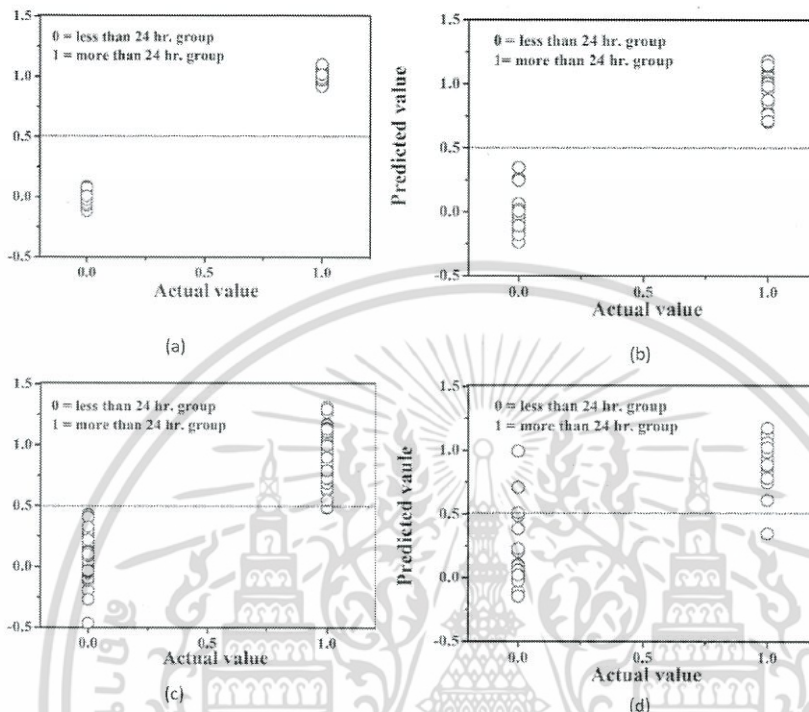 0 = less than 24 hr. group
1 = more than 24 hr. group
1.5
1.0
0.5
0.0
-0.5
0.0
0.5
1.0
Actual value
(a)
Predicted value
0 = less than 24 hr. group
1= more than 24 hr. group
1.5
1.0
0.5
0.0
-0.5
0.0
0.5
1.0
Actual value
(b)
0 = less than 24 hr. group
1 = more than 24 hr. group
1.5
1.0
0.5
0.0
-0.5
0.0
0.5
1.0
Actual value
(c)
Predicted vaule
0 = less than 24 hr. group
1 = more than 24 hr. group
1.5
1.0
0.5
0.0
-0.5
0.0
0.5
1.0
Actual value
(d)